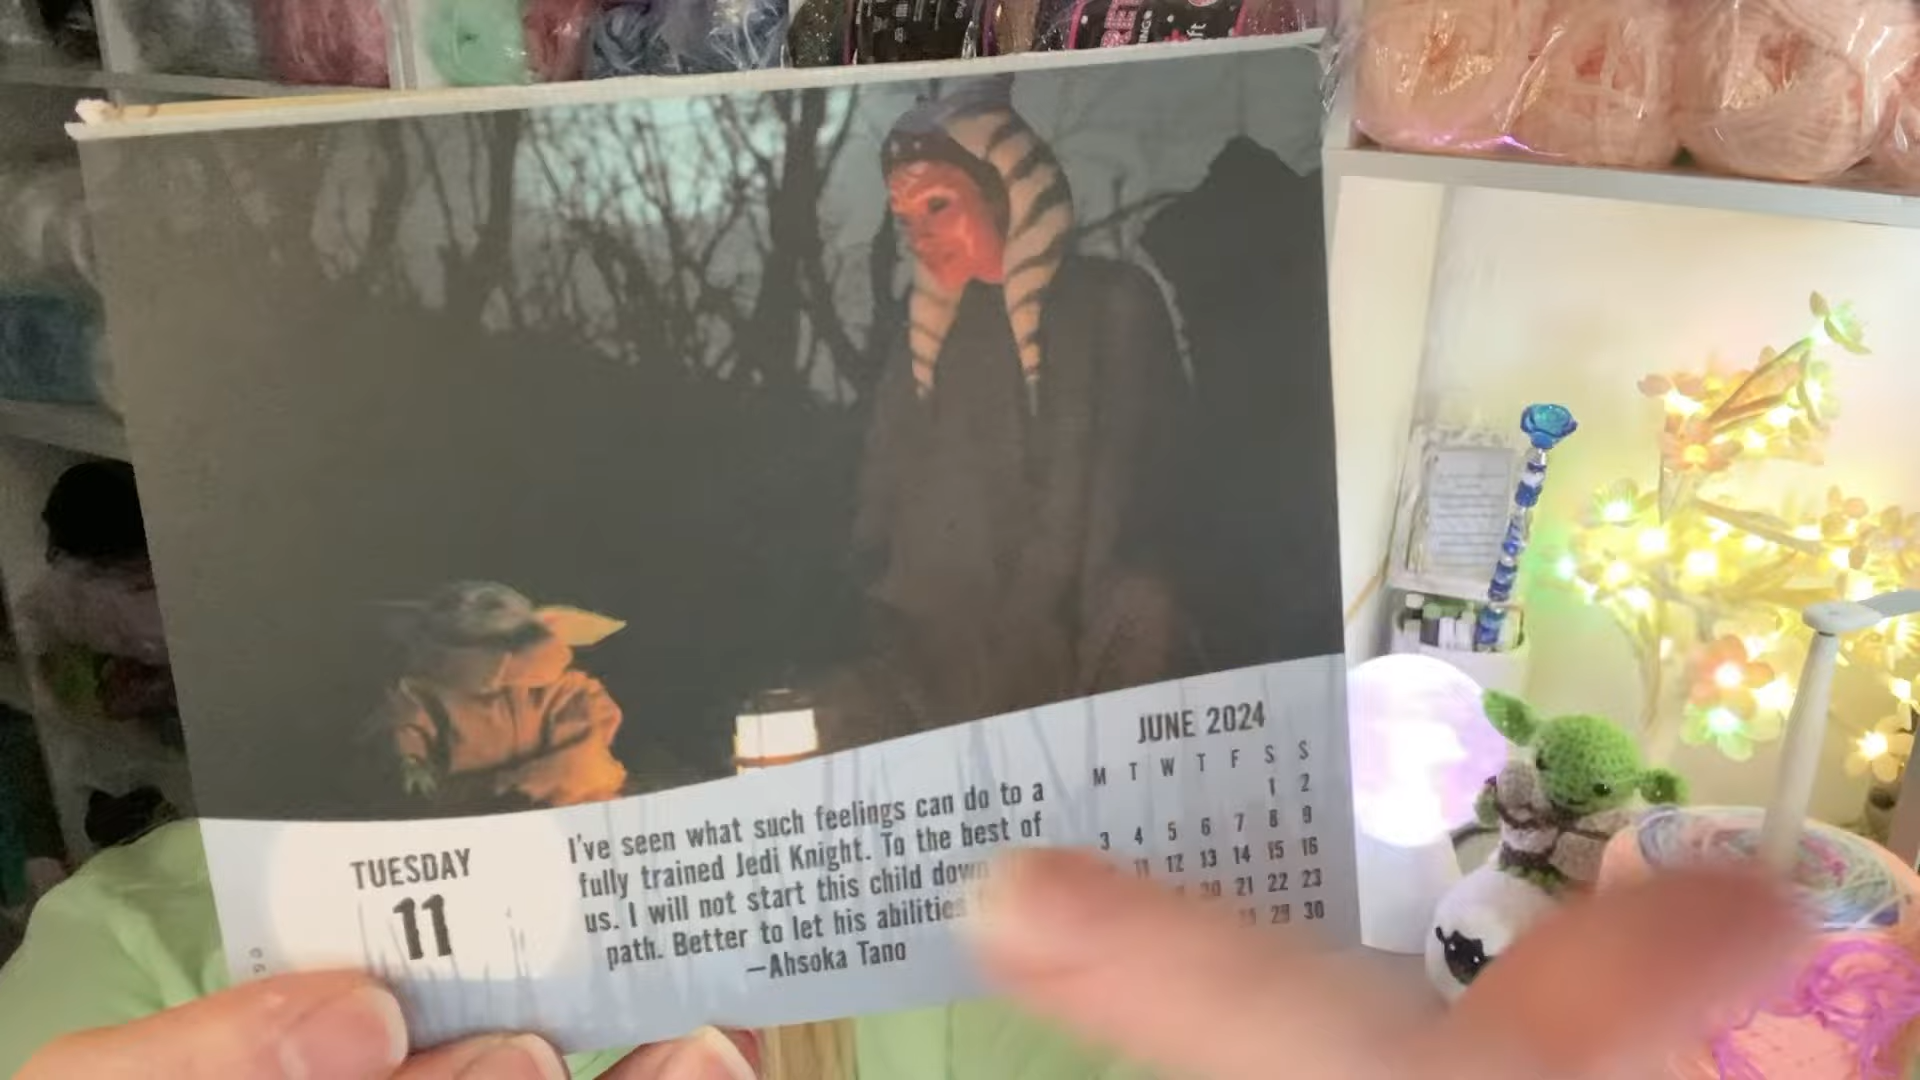 JUNE 2024
M T W T F S S
1 2
3 4 5 6 7 8 9
11 12 13 14 15 16
20 21 22 23
29 30
TUESDAY
11
I've seen what such feelings can do to a
fully trained Jedi Knight. To the best of
us. I will not start this child down
path. Better to let his abilities
—Ahsoka Tano